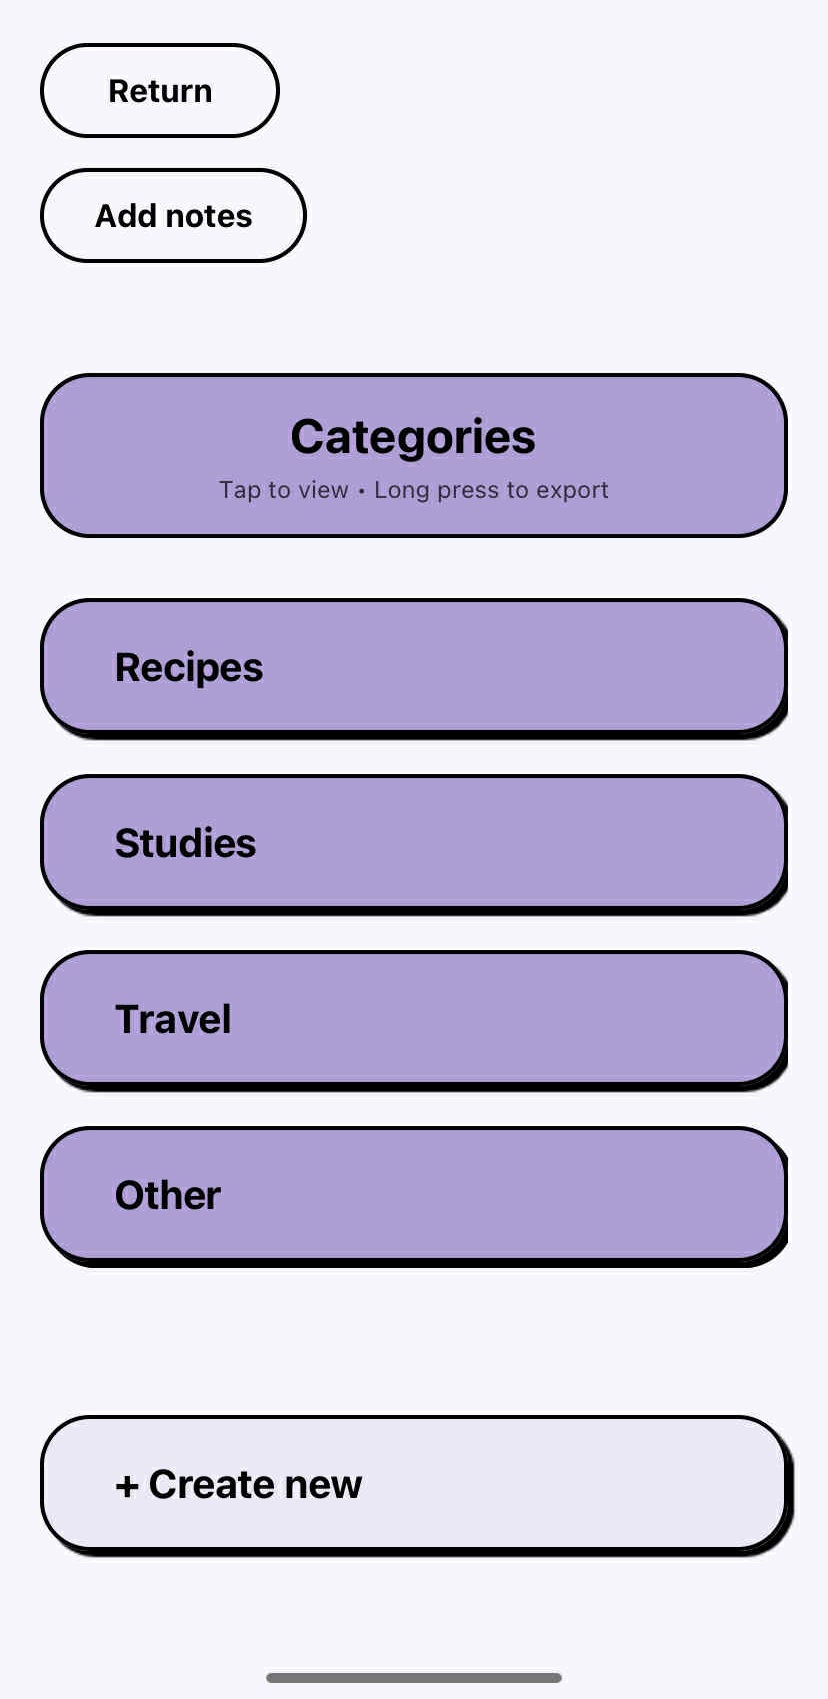 Return
Add notes
Categories
Tap to view • Long press to export
Recipes
Studies
Travel
Other
+ Create new